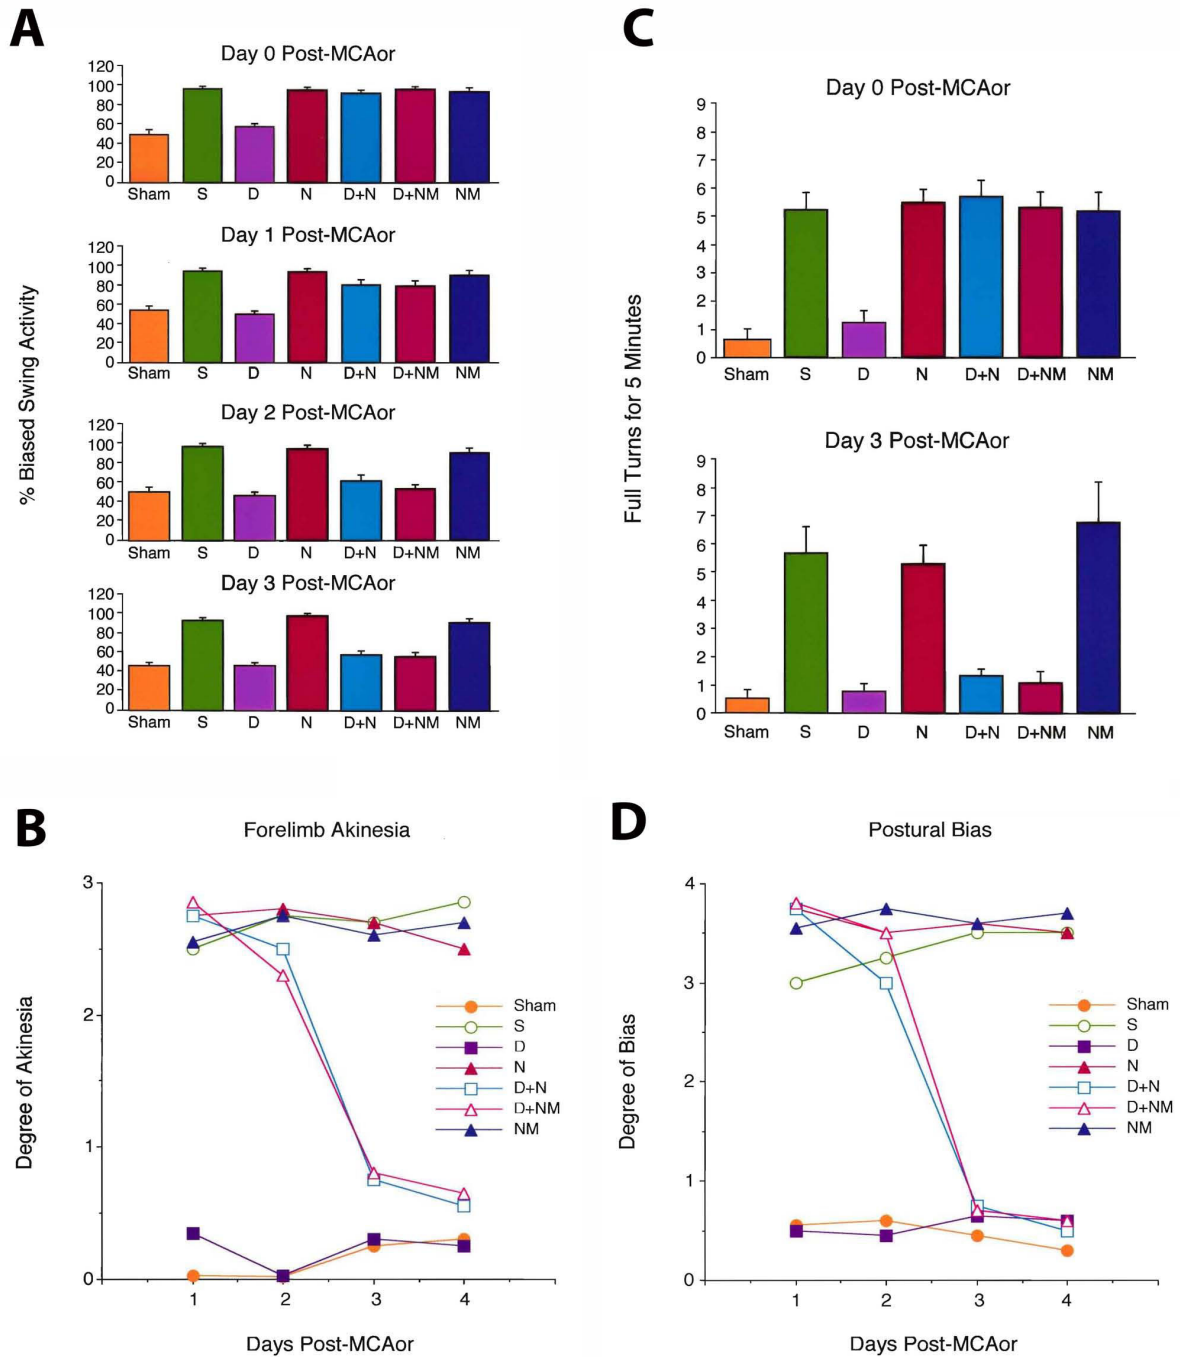 A
Day 0 Post-MCAor
120
100
80
60
40
20
0
Sham S D N D+N D+NM NM
Day 1 Post-MCAor
120
100
80
60
40
20
0
Sham S D N D+N D+NM NM
Day 2 Post-MCAor
120
100
80
60
40
20
0
Sham S D N D+N D+NM NM
Day 3 Post-MCAor
120
100
80
60
40
20
0
Sham S D N D+N D+NM NM
% Biased Swing Activity
C
Day 0 Post-MCAor
9
8
7
6
5
4
3
2
1
0
Sham S D N D+N D+NM NM
Day 3 Post-MCAor
9
8
7
6
5
4
3
2
1
0
Sham S D N D+N D+NM NM
Full Turns for 5 Minutes
B
Forelimb Akinesia
3
2
1
0
Degree of Akinesia
Sham
S
D
N
D+N
D+NM
NM
1 2 3 4
Days Post-MCAor
D
Postural Bias
4
3
2
1
0
Degree of Bias
Sham
S
D
N
D+N
D+NM
NM
1 2 3 4
Days Post-MCAor